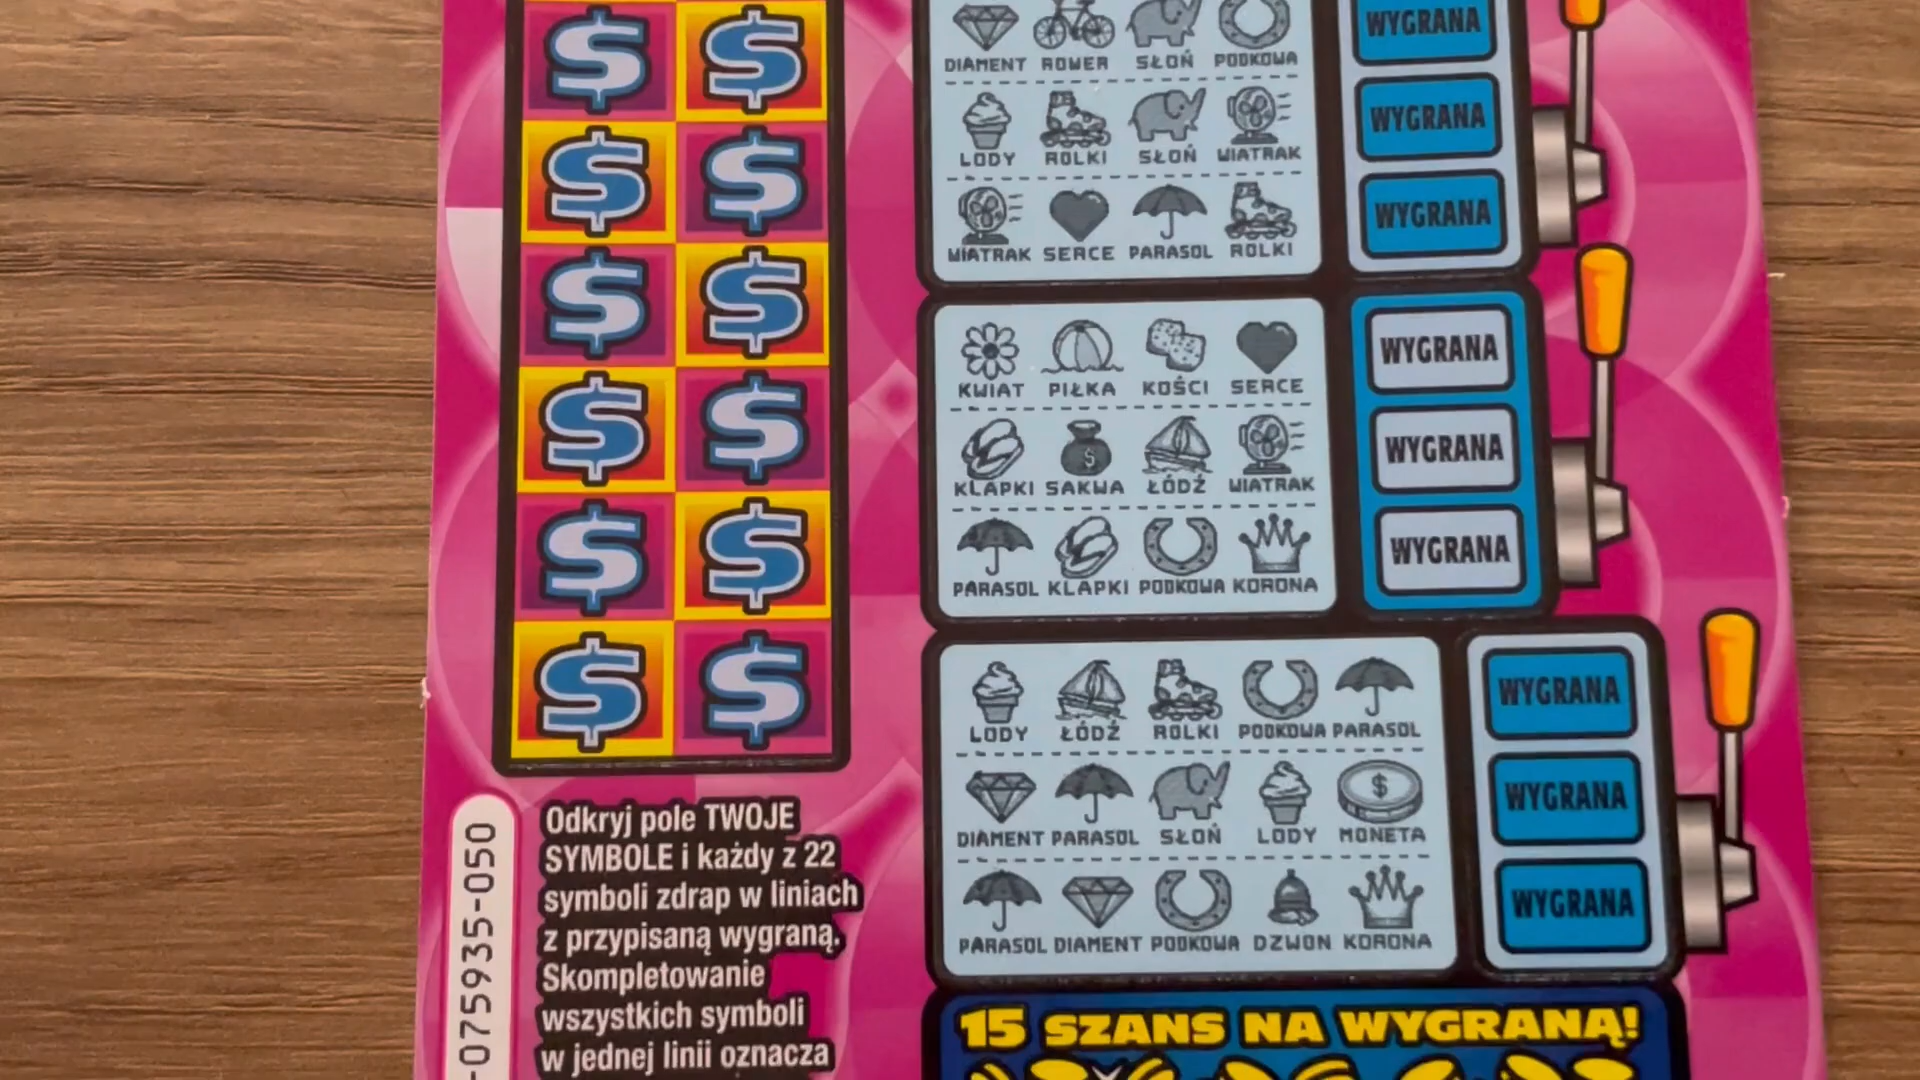 $ $
$ $
$ $
$ $
$ $
$ $
-075935-050
Odkryj pole TWOJE
SYMBOLE i każdy z 22
symboli zdrap w liniach
z przypisaną wygraną.
Skompletowanie
wszystkich symboli
w jednej linii oznacza
DIAMENT ROWER SŁOŃ PODKOWA WYGRANA
LODY ROLKI SŁOŃ WIATRAK WYGRANA
WIATRAK SERCE PARASOL ROLKI WYGRANA
KWIAT PIŁKA KOŚCI SERCE WYGRANA
KLAPKI SAKWA ŁÓDŹ WIATRAK WYGRANA
PARASOL KLAPKI PODKOWA KORONA WYGRANA
LODY ŁÓDŹ ROLKI PODKOWA PARASOL WYGRANA
DIAMENT PARASOL SŁOŃ LODY MONETA WYGRANA
PARASOL DIAMENT PODKOWA DZWON KORONA WYGRANA
15 SZANS NA WYGRANĄ!